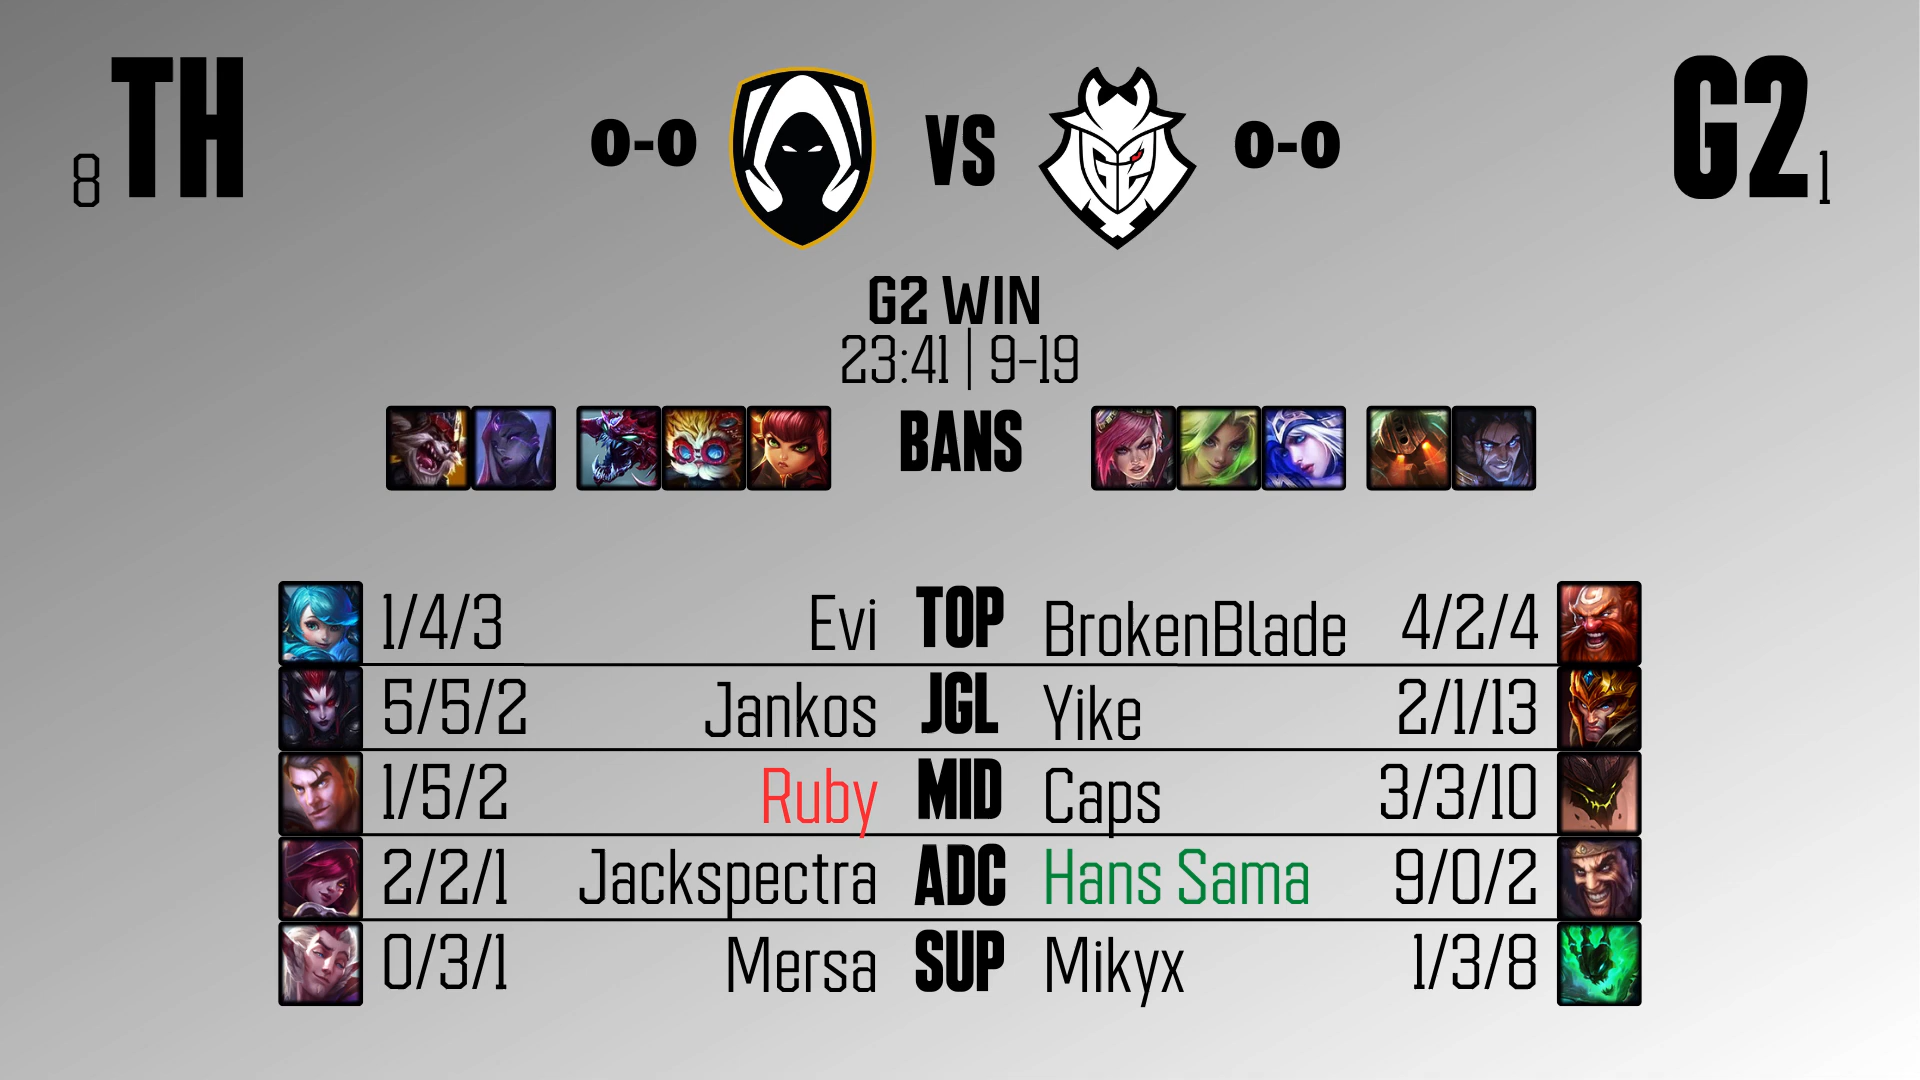 TH
8
0-0 VS 0-0
G2
1
G2 WIN
23:41 | 9-19
BANS
1/4/3 Evi TOP BrokenBlade 4/2/4
5/5/2 Jankos JGL Yike 2/1/13
1/5/2 Ruby MID Caps 3/3/10
2/2/1 Jackspectra ADC Hans Sama 9/0/2
0/3/1 Mersa SUP Mikyx 1/3/8